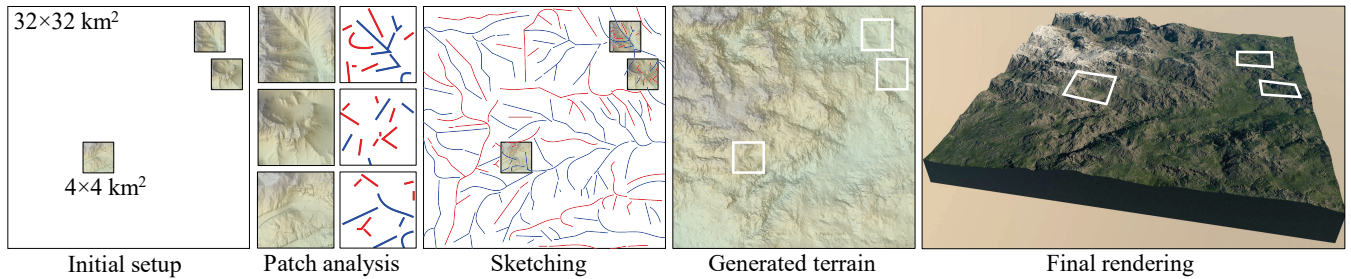 32×32 km²
4×4 km²
Initial setup
Patch analysis
Sketching
Generated terrain
Final rendering